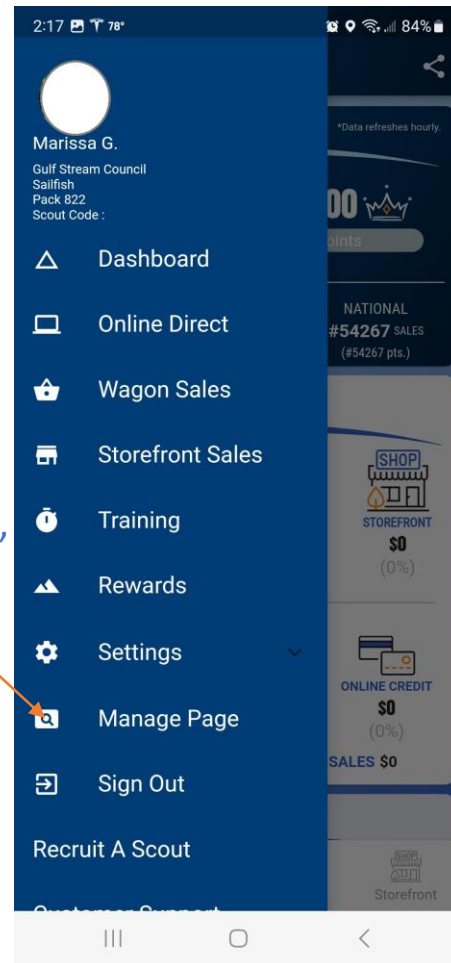 2:17 78° 84%
*Data refreshes hourly.
Marissa G.
Gulf Stream Council
Sailfish
Pack 822
Scout Code :
00
oints
Dashboard
NATIONAL
#54267 SALES
(#54267 pts.)
Online Direct
Wagon Sales
Storefront Sales
SHOP
STOREFRONT
$0
(0%)
,
Training
Rewards
Settings
ONLINE CREDIT
$0
(0%)
SALES $0
Manage Page
Sign Out
Recruit A Scout
SHOP
Storefront
Customer Support